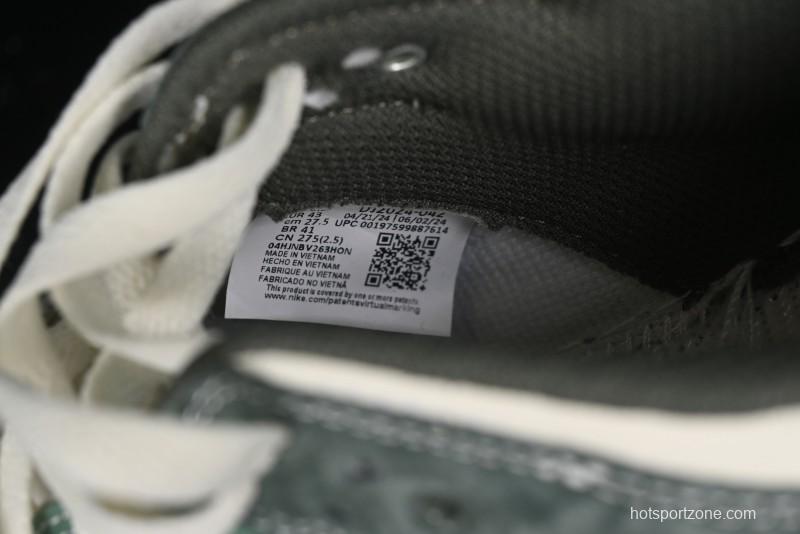 EUR 43
cm 27.5
BR 41
CN 275(2.5)
04/21/24 | 06/02/24
UPC 00197599887614
04HJNBV263HON
MADE IN VIETNAM
HECHO EN VIETNAM
FABRIQUE AU VIETNAM
FABRICADO NO VIETNÃ
This product is covered by one or more patents
www.nike.com/patentsvirtualmarking
hotsportzone.com